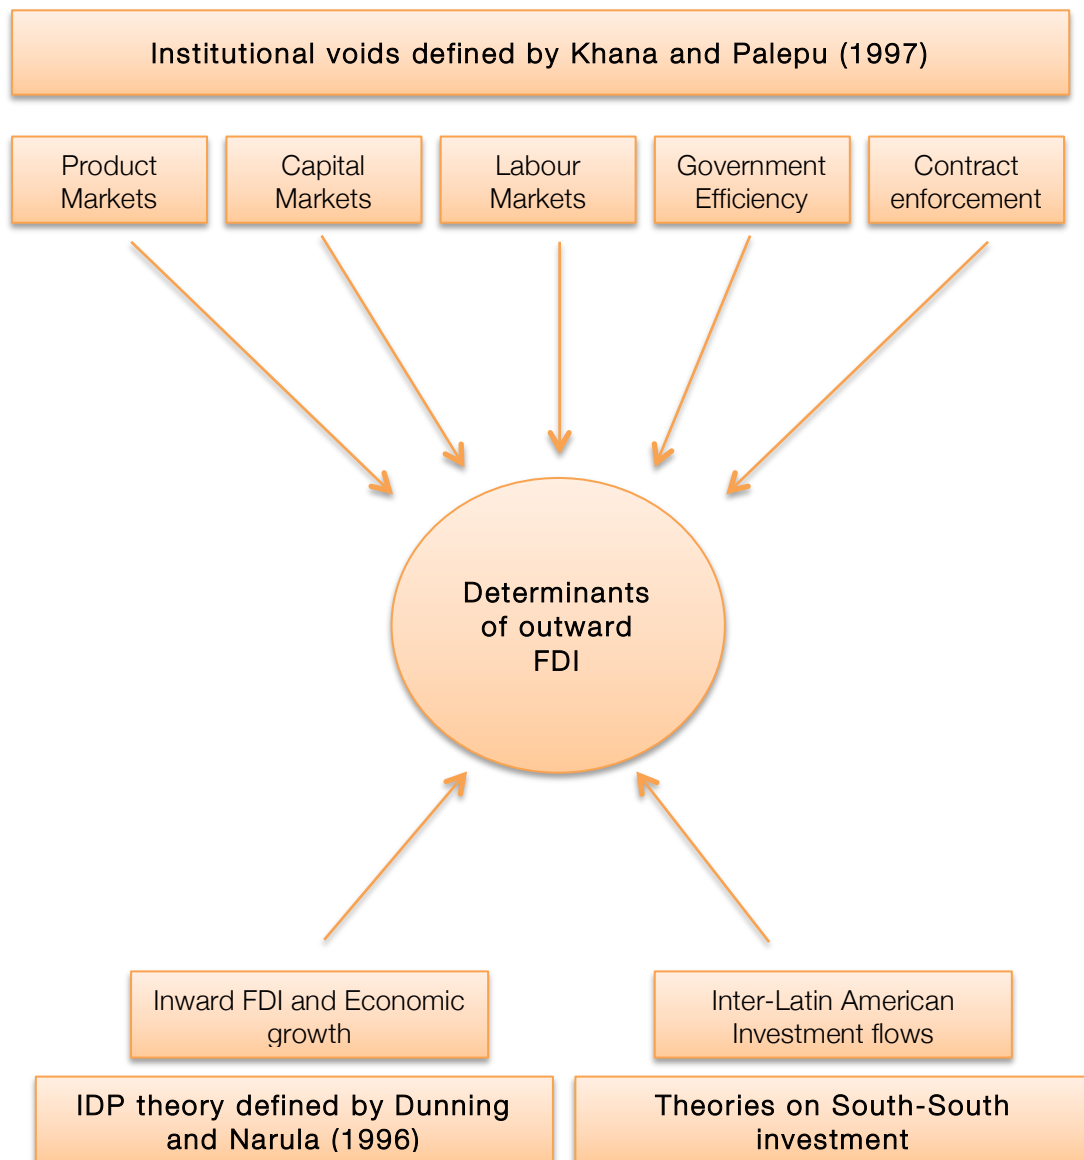 Institutional voids defined by Khana and Palepu (1997)
Product
Markets
Capital
Markets
Labour
Markets
Government
Efficiency
Contract
enforcement
Determinants
of outward
FDI
Inward FDI and Economic
growth
Inter-Latin American
Investment flows
IDP theory defined by Dunning
and Narula (1996)
Theories on South-South
investment